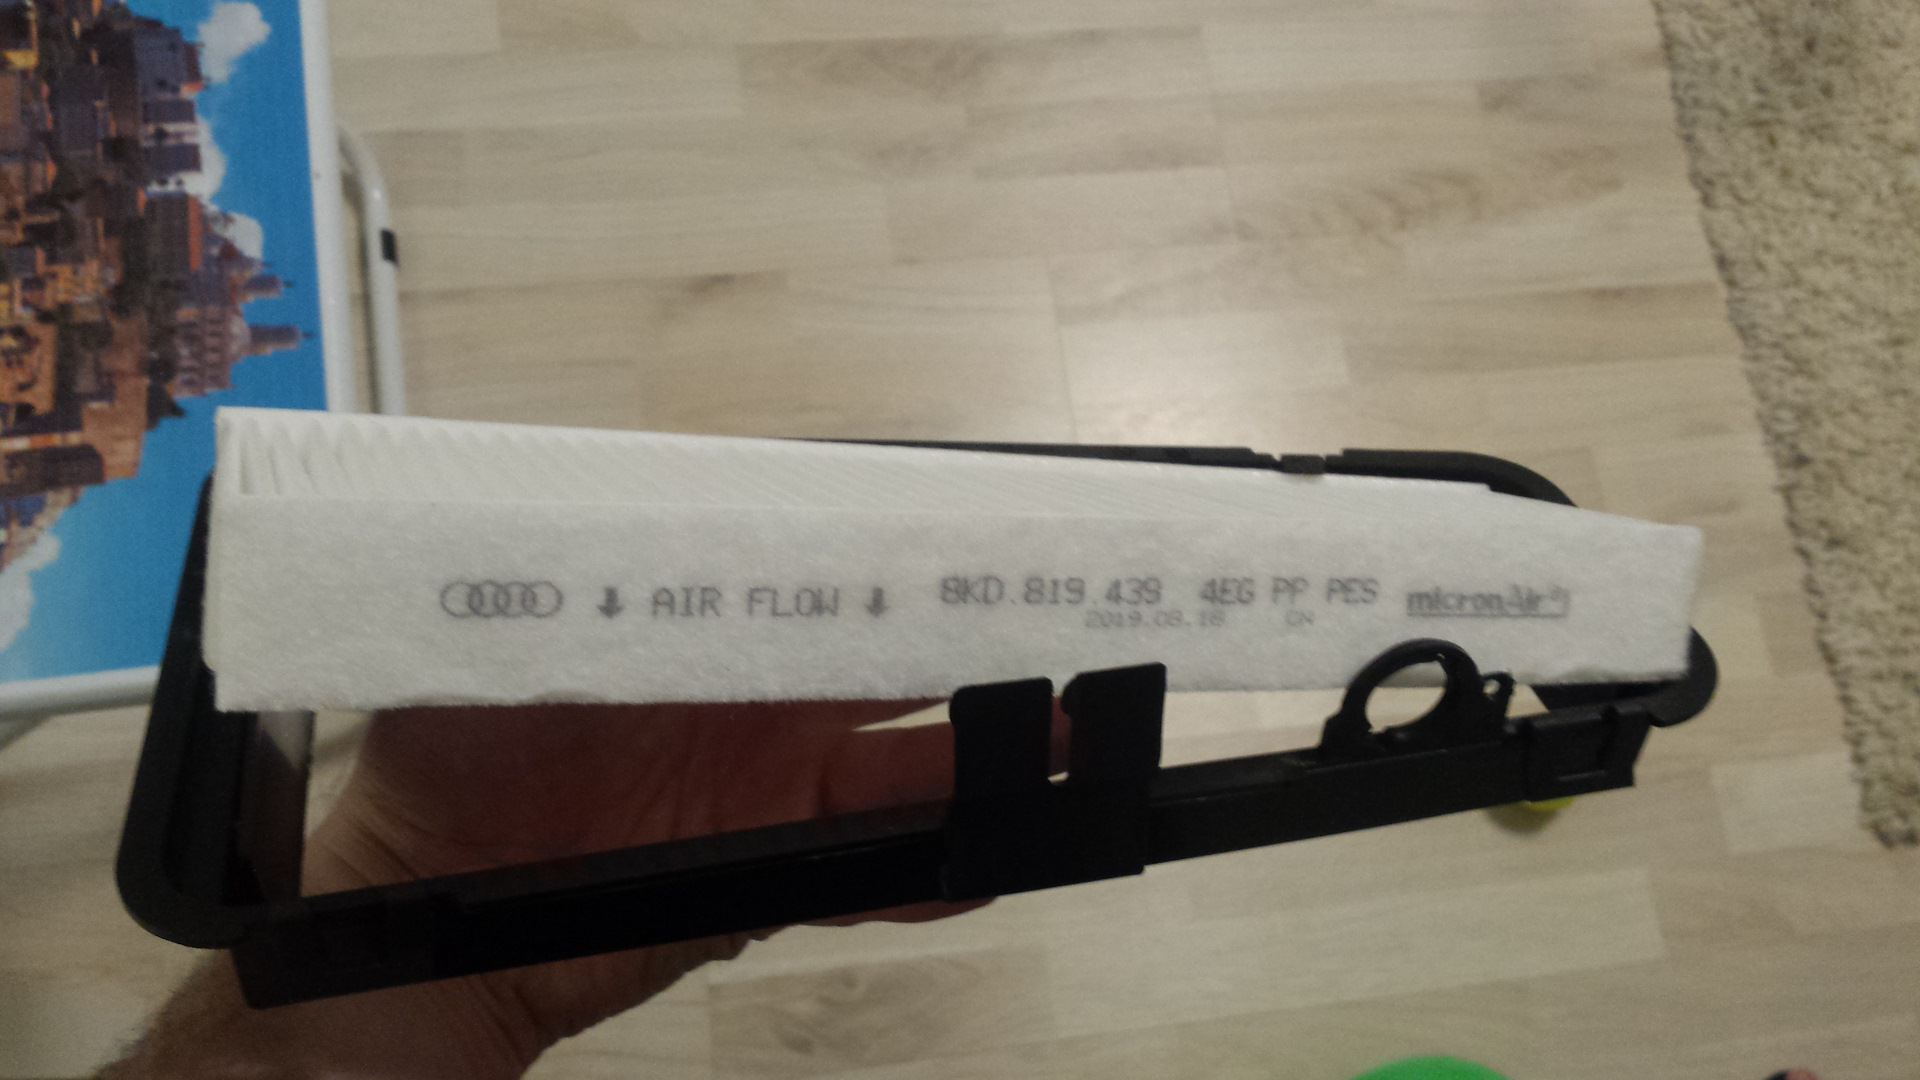 ↓ AIR FLOW ↓ 8KD.819.439 4EG PP PES micronAir
2019.08.18 CN